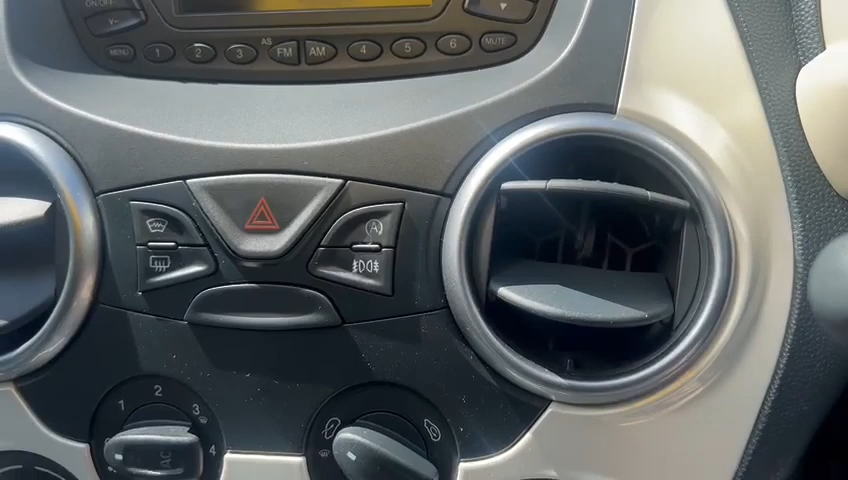 ON/OFF
V-
MENU 1 2 3 AS FM AM 4 5 6 MUTE
A
1 2 3 4
AC